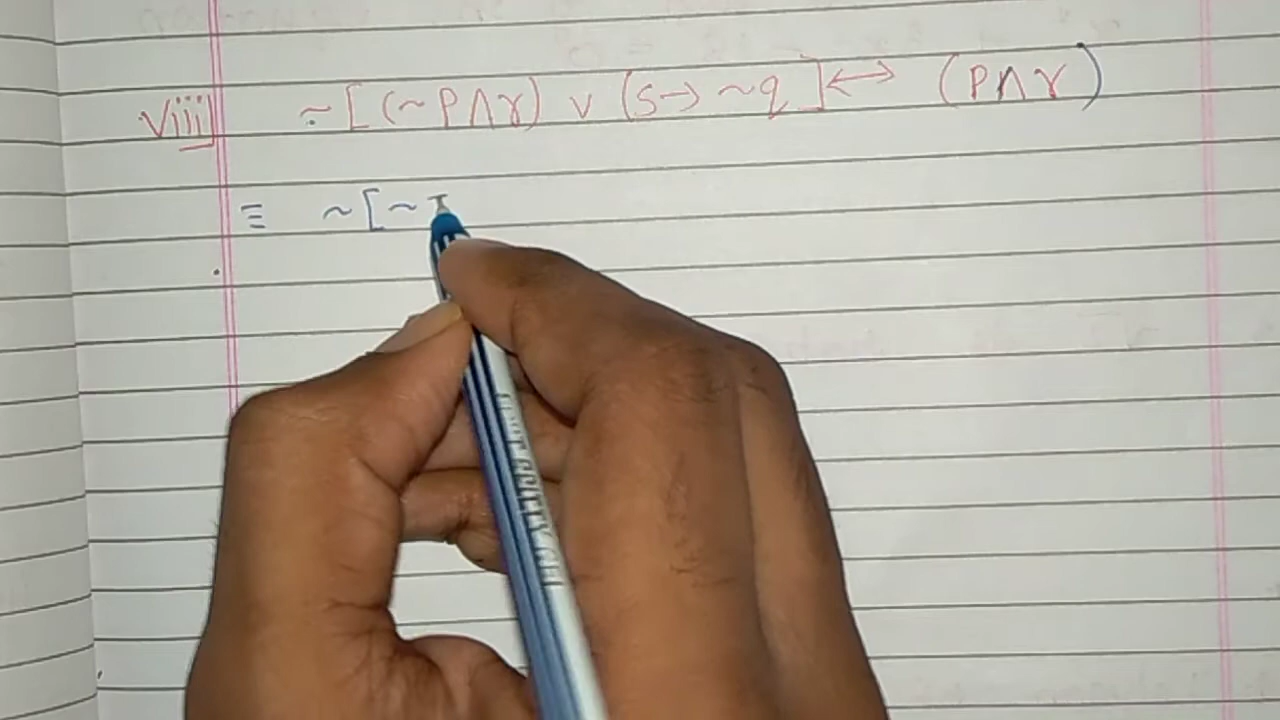 viii] ~[(~p∧r) ∨ (s→~q]↔ (p∧r)
≡ ~[~T